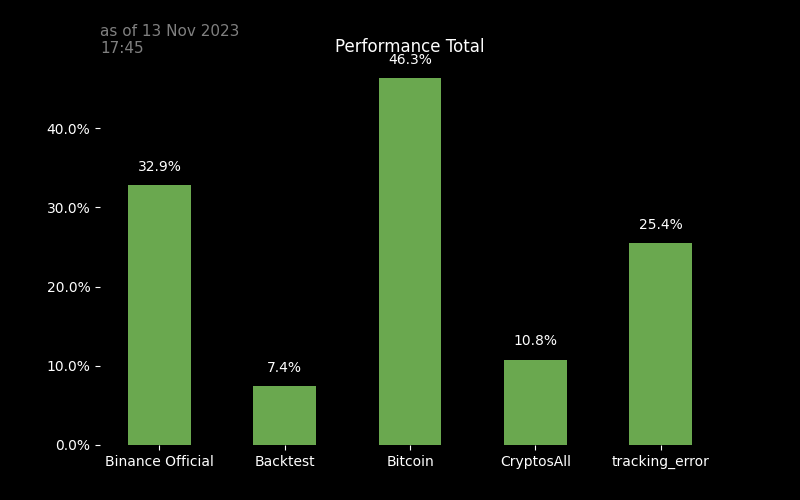 as of 13 Nov 2023
17:45
Performance Total
46.3%
40.0%
32.9%
30.0%
25.4%
20.0%
10.8%
10.0%
7.4%
0.0%
Binance Official
Backtest
Bitcoin
CryptosAll
tracking_error